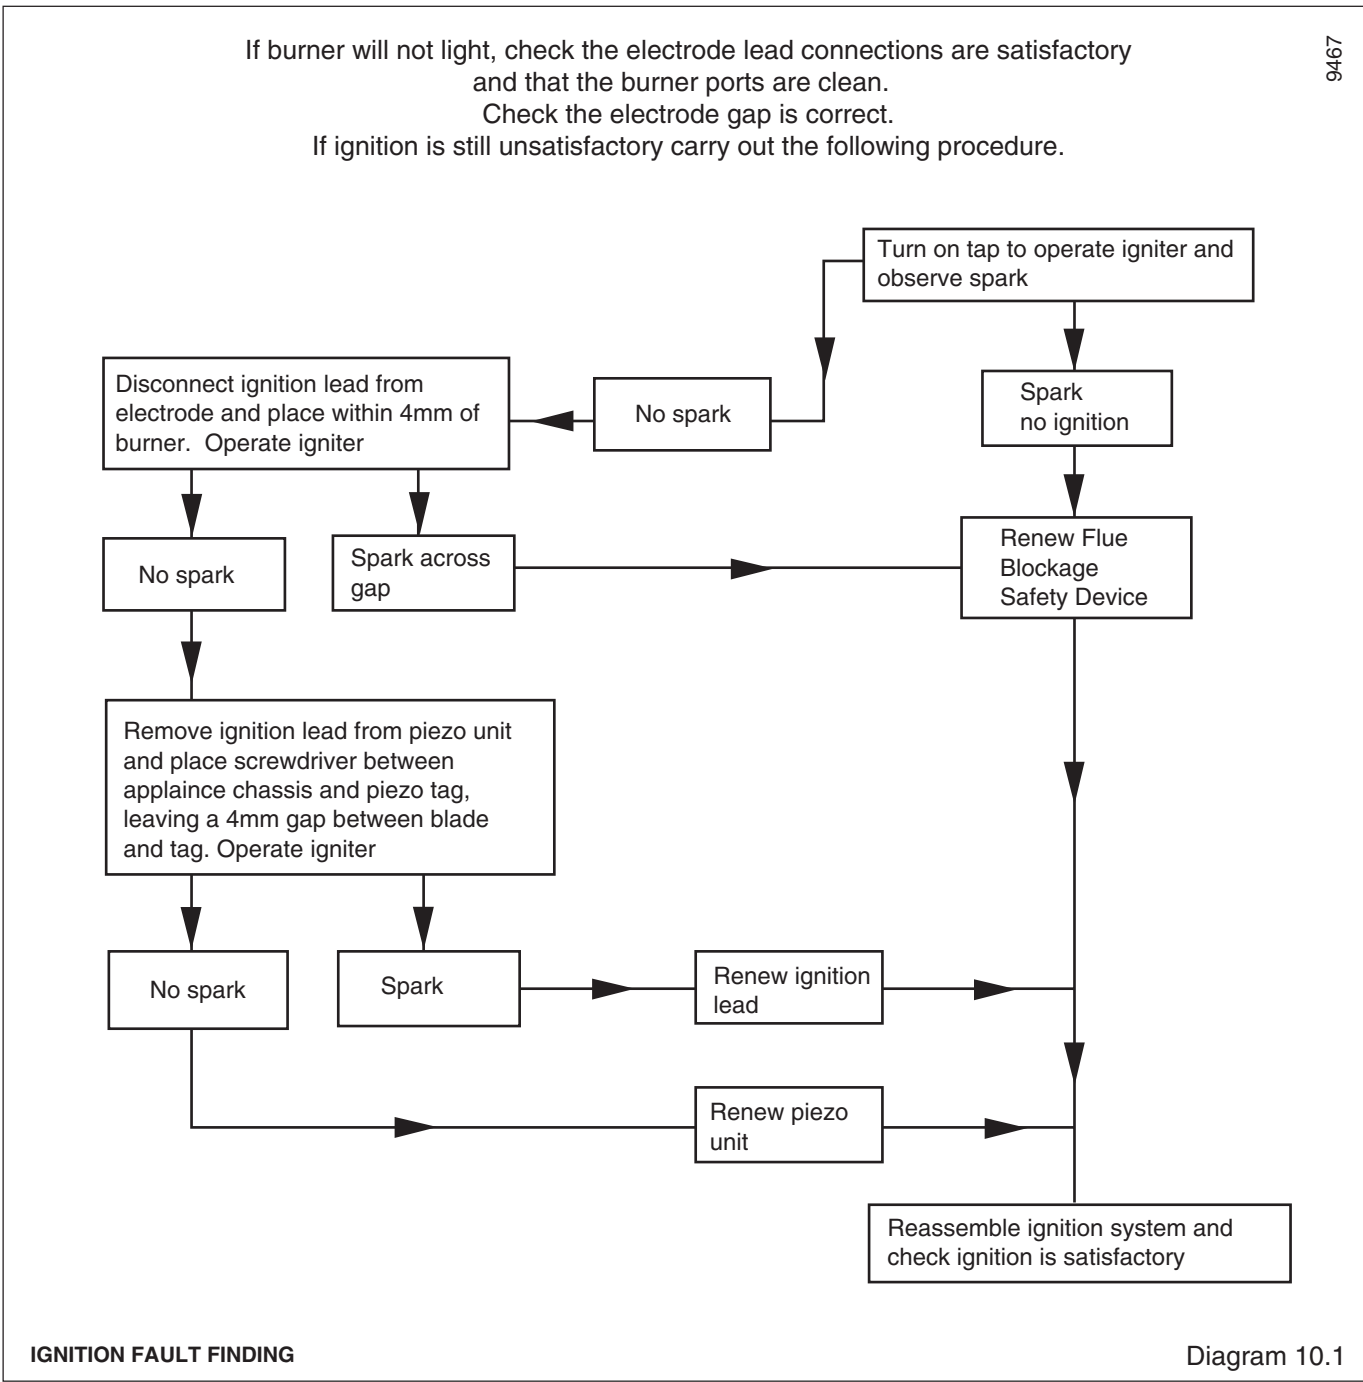 If burner will not light, check the electrode lead connections are satisfactory
and that the burner ports are clean.
Check the electrode gap is correct.
If ignition is still unsatisfactory carry out the following procedure.
9467
Turn on tap to operate igniter and
observe spark
Disconnect ignition lead from
electrode and place within 4mm of
burner.  Operate igniter
No spark
Spark
no ignition
No spark
Spark across
gap
Renew Flue
Blockage
Safety Device
Remove ignition lead from piezo unit
and place screwdriver between
applaince chassis and piezo tag,
leaving a 4mm gap between blade
and tag. Operate igniter
No spark
Spark
Renew ignition
lead
Renew piezo
unit
Reassemble ignition system and
check ignition is satisfactory
IGNITION FAULT FINDING
Diagram 10.1